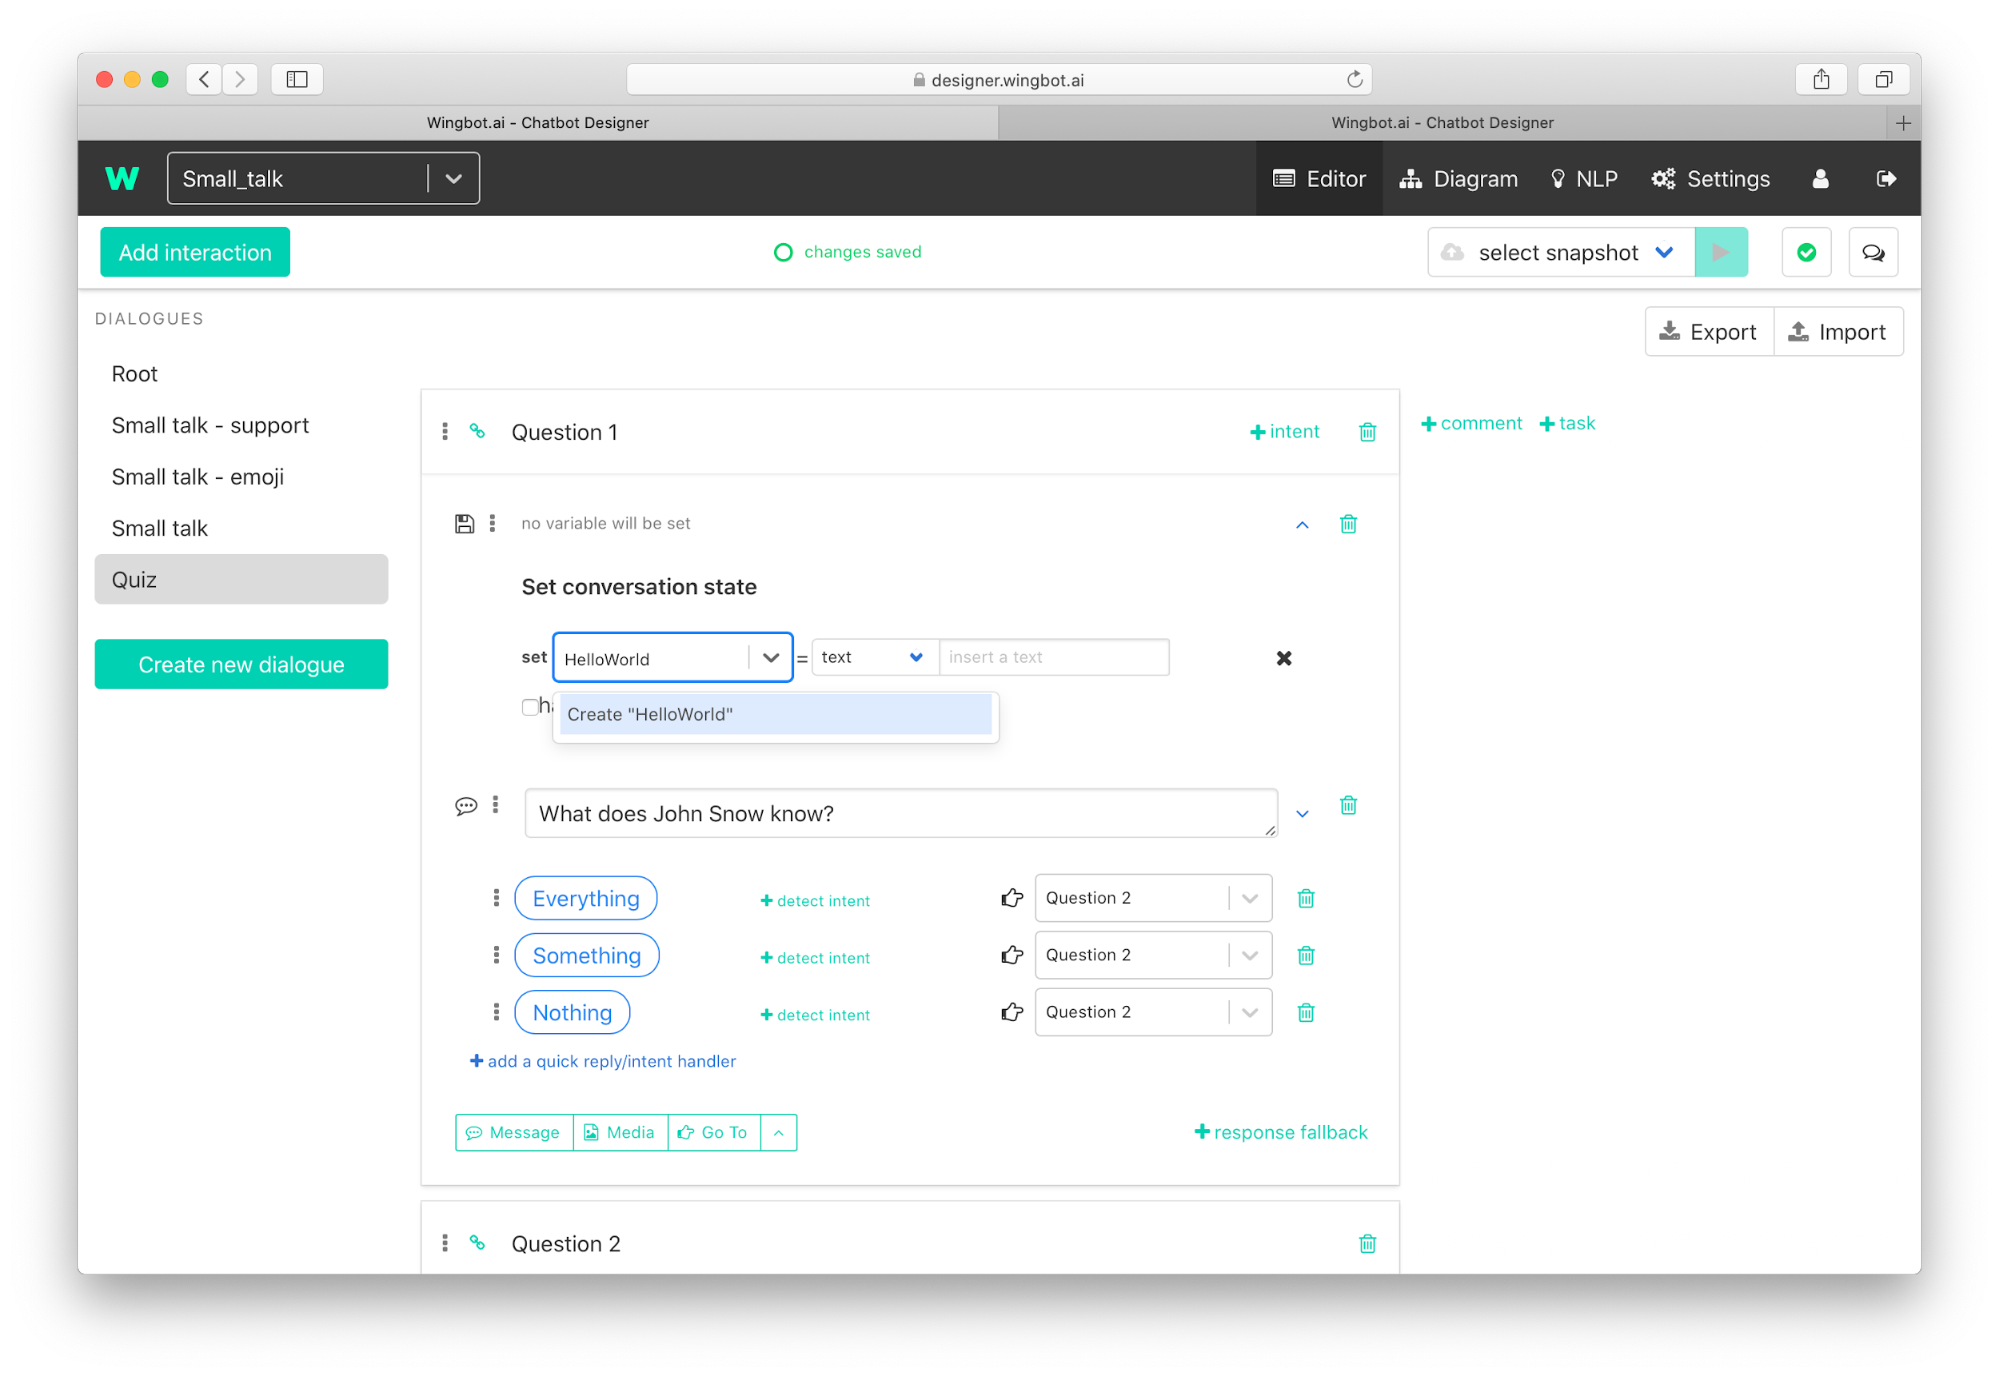 designer.wingbot.ai
Wingbot.ai - Chatbot Designer
Wingbot.ai - Chatbot Designer
W
Small_talk
Editor
Diagram
NLP
Settings
Add interaction
changes saved
select snapshot
DIALOGUES
Export
Import
Root
Small talk - support
Small talk - emoji
Small talk
Quiz
Create new dialogue
Question 1
+ intent
+ comment
+ task
no variable will be set
Set conversation state
set HelloWorld = text insert a text
Create "HelloWorld"
What does John Snow know?
Everything + detect intent Question 2
Something + detect intent Question 2
Nothing + detect intent Question 2
+ add a quick reply/intent handler
Message Media Go To
+ response fallback
Question 2